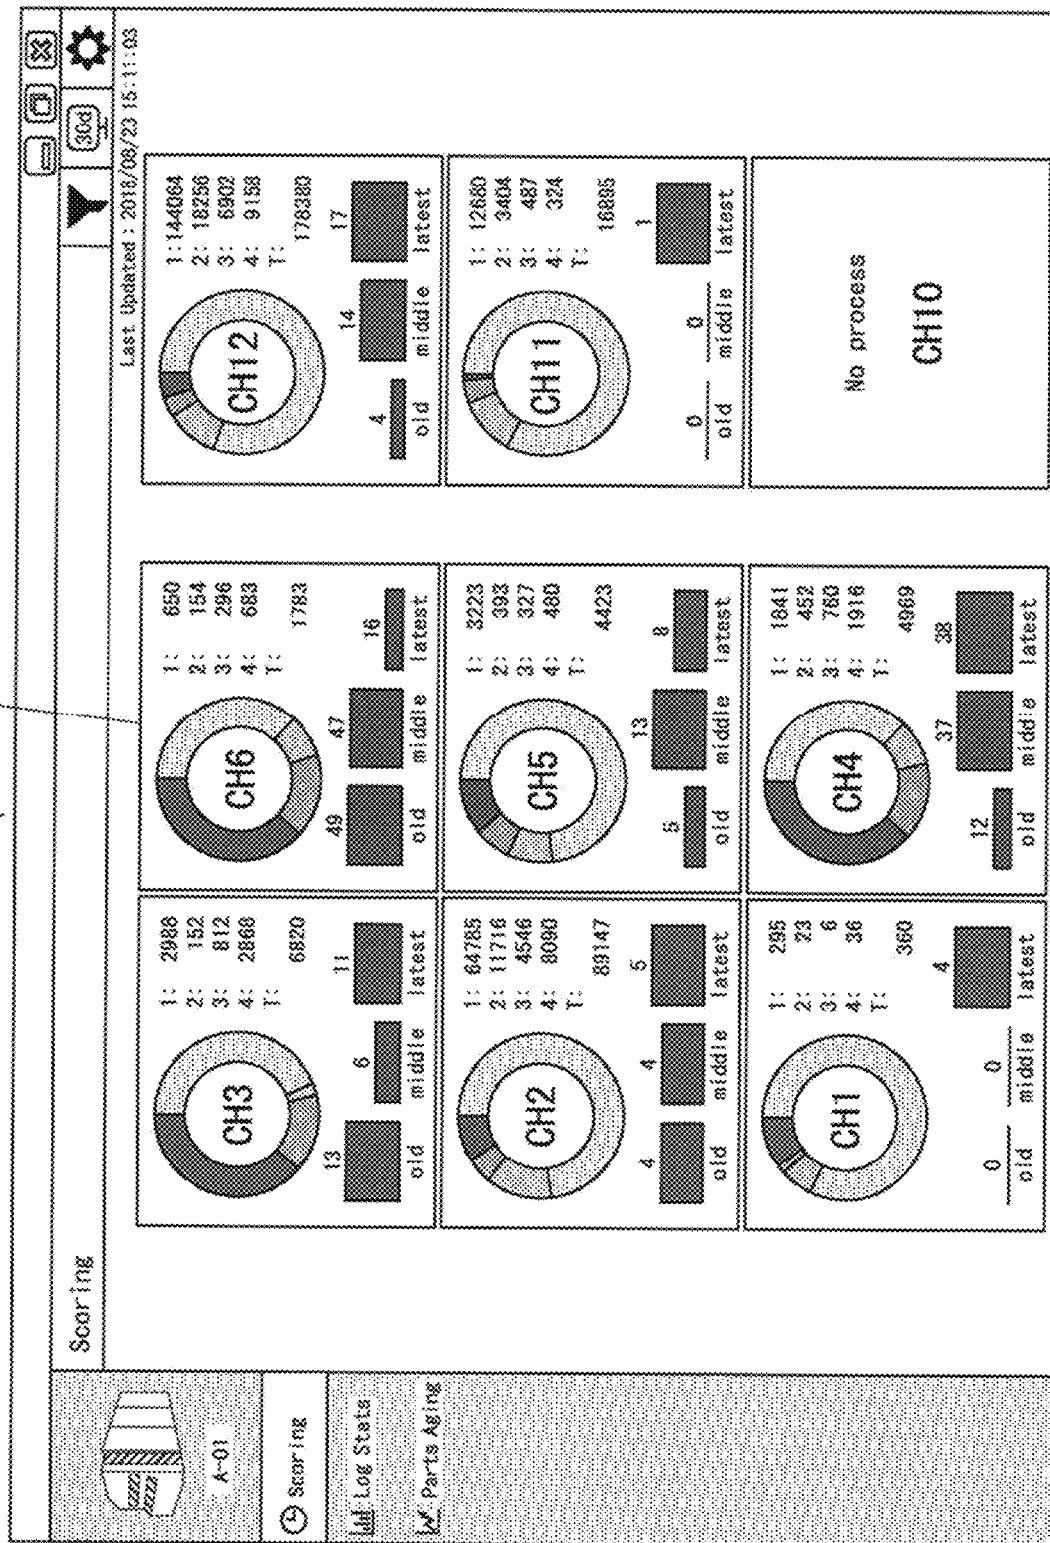 30d
Scoring
Last Updated : 2018/08/23 15:11:03
A-01
Scoring
Log Stats
Parts Aging
CH3
1: 2988
2: 152
3: 812
4: 2868
T:
6820
13
6
11
old
middle
latest
CH6
1: 650
2: 154
3: 296
4: 683
T:
1783
49
47
16
old
middle
latest
CH12
1:144064
2: 18256
3: 6902
4: 9158
T:
178380
4
14
17
old
middle
latest
CH2
1: 64785
2: 11716
3: 4546
4: 8090
T:
89147
4
4
5
old
middle
latest
CH5
1: 3223
2: 393
3: 327
4: 480
T:
4423
5
13
8
old
middle
latest
CH11
1: 12680
2: 3404
3: 487
4: 324
T:
16895
0
0
1
old
middle
latest
CH1
1: 295
2: 23
3: 6
4: 36
T:
360
0
0
4
old
middle
latest
CH4
1: 1841
2: 452
3: 760
4: 1916
T:
4969
12
37
38
old
middle
latest
No process
CH10